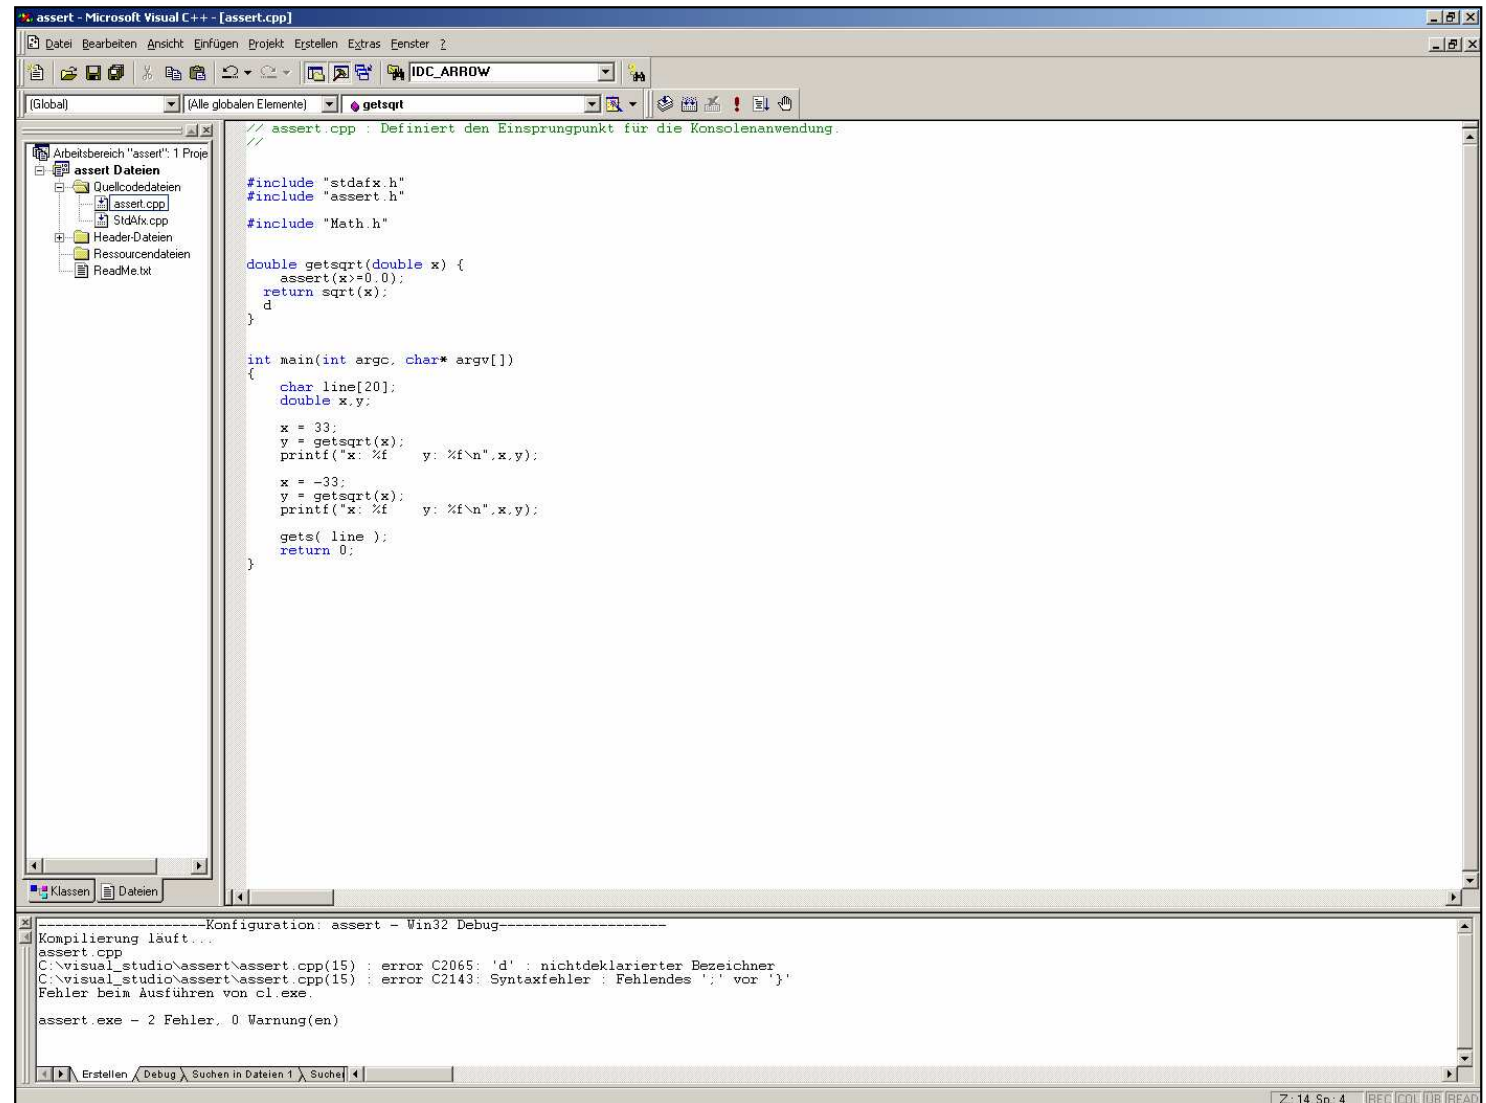 assert - Microsoft Visual C++ - [assert.cpp]
Datei Bearbeiten Ansicht Einfügen Projekt Erstellen Extras Fenster ?
IDC_ARROW
(Global) (Alle globalen Elemente) getsqrt
Arbeitsbereich "assert": 1 Proje
assert Dateien
Quellcodedateien
assert.cpp
StdAfx.cpp
Header-Dateien
Ressourcendateien
ReadMe.txt
Klassen Dateien
// assert.cpp : Definiert den Einsprungpunkt für die Konsolenanwendung.
//
#include "stdafx.h"
#include "assert.h"
#include "Math.h"
double getsqrt(double x) {
assert(x>=0.0);
return sqrt(x);
d
}
int main(int argc, char* argv[])
{
char line[20];
double x,y;
x = 33;
y = getsqrt(x);
printf("x: %f    y: %f\n",x,y);
x = -33;
y = getsqrt(x);
printf("x: %f    y: %f\n",x,y);
gets( line );
return 0;
}
--------------------Konfiguration: assert - Win32 Debug--------------------
Kompilierung läuft...
assert.cpp
C:\visual_studio\assert\assert.cpp(15) : error C2065: 'd' : nichtdeklarierter Bezeichner
C:\visual_studio\assert\assert.cpp(15) : error C2143: Syntaxfehler : Fehlendes ';' vor '}'
Fehler beim Ausführen von cl.exe.
assert.exe - 2 Fehler, 0 Warnung(en)
Erstellen Debug Suchen in Dateien 1 Suche
Z:14, Sp:4 REC COL ÜB READ